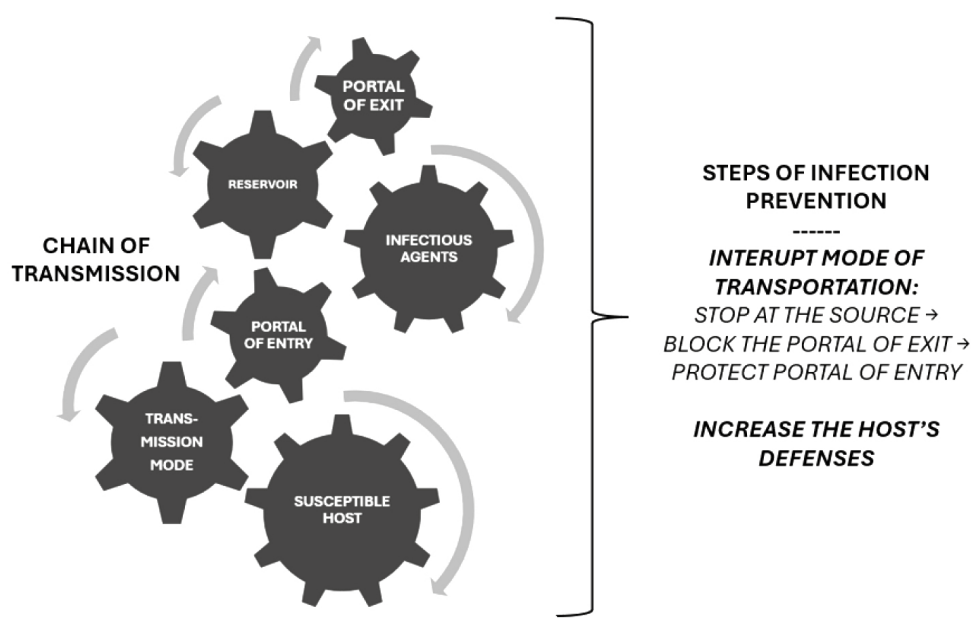 CHAIN OF
TRANSMISSION
PORTAL
OF EXIT
RESERVOIR
INFECTIOUS
AGENTS
PORTAL
OF ENTRY
TRANS-
MISSION
MODE
SUSCEPTIBLE
HOST
STEPS OF INFECTION
PREVENTION
------
INTERUPT MODE OF
TRANSPORTATION:
STOP AT THE SOURCE →
BLOCK THE PORTAL OF EXIT →
PROTECT PORTAL OF ENTRY
INCREASE THE HOST’S
DEFENSES